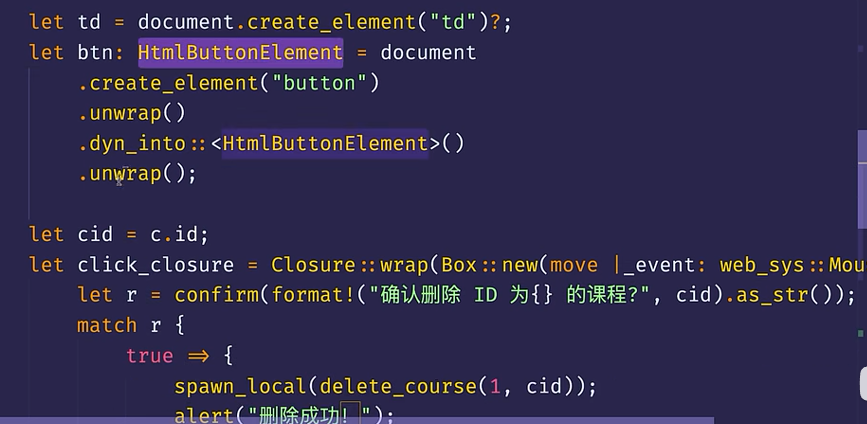 let td = document.create_element("td")?;
let btn: HtmlButtonElement = document
.create_element("button")
.unwrap()
.dyn_into::<HtmlButtonElement>()
.unwrap();
let cid = c.id;
let click_closure = Closure::wrap(Box::new(move |_event: web_sys::Mou
let r = confirm(format!("确认删除 ID 为{} 的课程?", cid).as_str());
match r {
true => {
spawn_local(delete_course(1, cid));
alert("删除成功！");